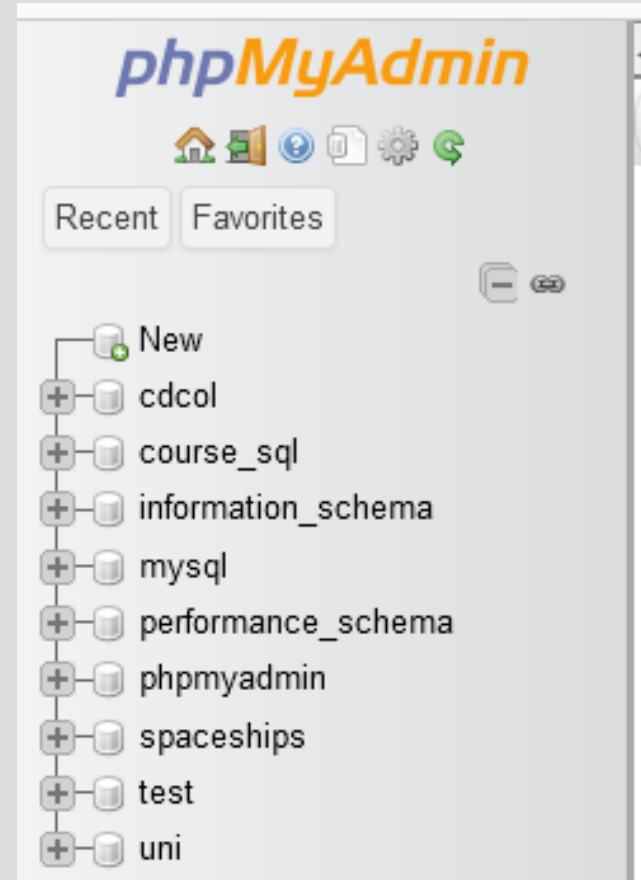 phpMyAdmin
Recent Favorites
New
cdcol
course_sql
information_schema
mysql
performance_schema
phpmyadmin
spaceships
test
uni